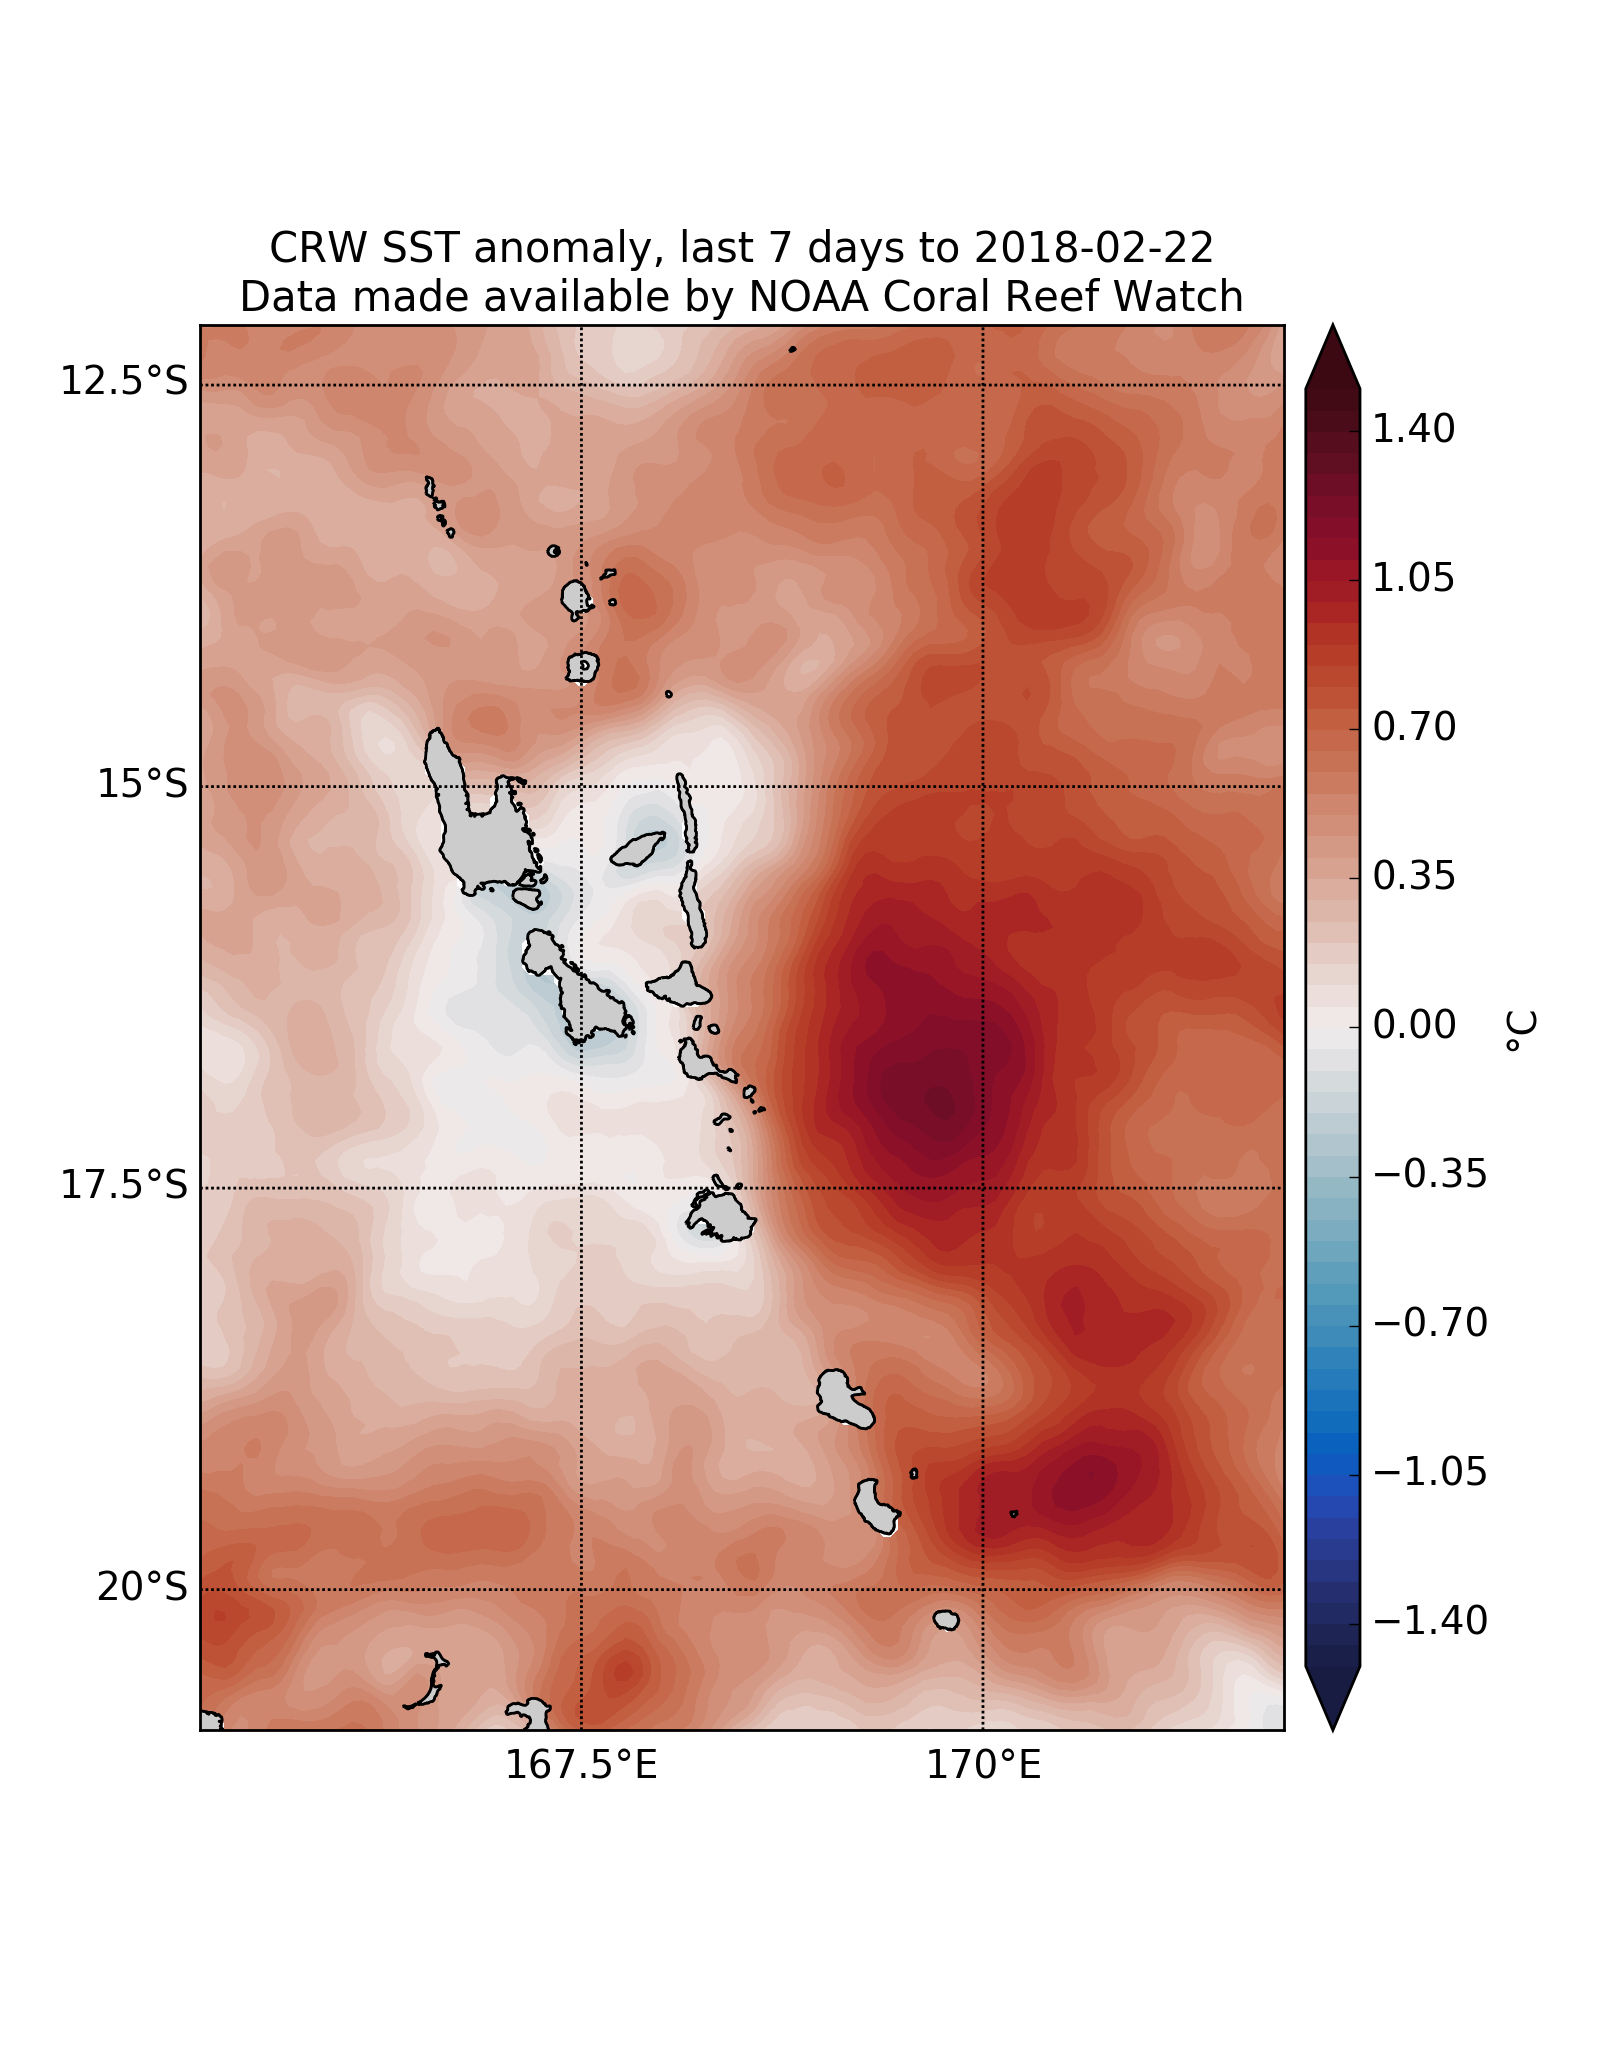 CRW SST anomaly, last 7 days to 2018-02-22
Data made available by NOAA Coral Reef Watch
12.5°S
15°S
17.5°S
20°S
167.5°E
170°E
1.40
1.05
0.70
0.35
0.00
−0.35
−0.70
−1.05
−1.40
°C